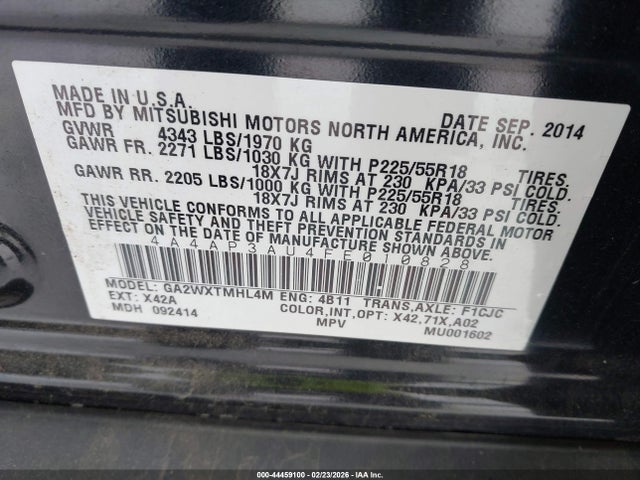 MADE IN U.S.A.
MFD BY MITSUBISHI MOTORS NORTH AMERICA, INC.
DATE SEP. 2014
GVWR 4343 LBS/1970 KG
GAWR FR. 2271 LBS/1030 KG WITH P225/55R18 TIRES.
18X7J RIMS AT 230 KPA/33 PSI COLD.
GAWR RR. 2205 LBS/1000 KG WITH P225/55R18 TIRES.
18X7J RIMS AT 230 KPA/33 PSI COLD.
THIS VEHICLE CONFORMS TO ALL APPLICABLE FEDERAL MOTOR
VEHICLE SAFETY AND THEFT PREVENTION STANDARDS IN
EFFECT ON THE DATE OF MANUFACTURE SHOWN ABOVE.
4A4AP3AU4FE010828
MODEL: GA2WXTMHL4M ENG: 4B11 TRANS,AXLE: F1CJC
EXT: X42A COLOR,INT,OPT: X42,71X,A02
MDH 092414 MPV MU001602
000-44459100 - 02/23/2026 - IAA Inc.